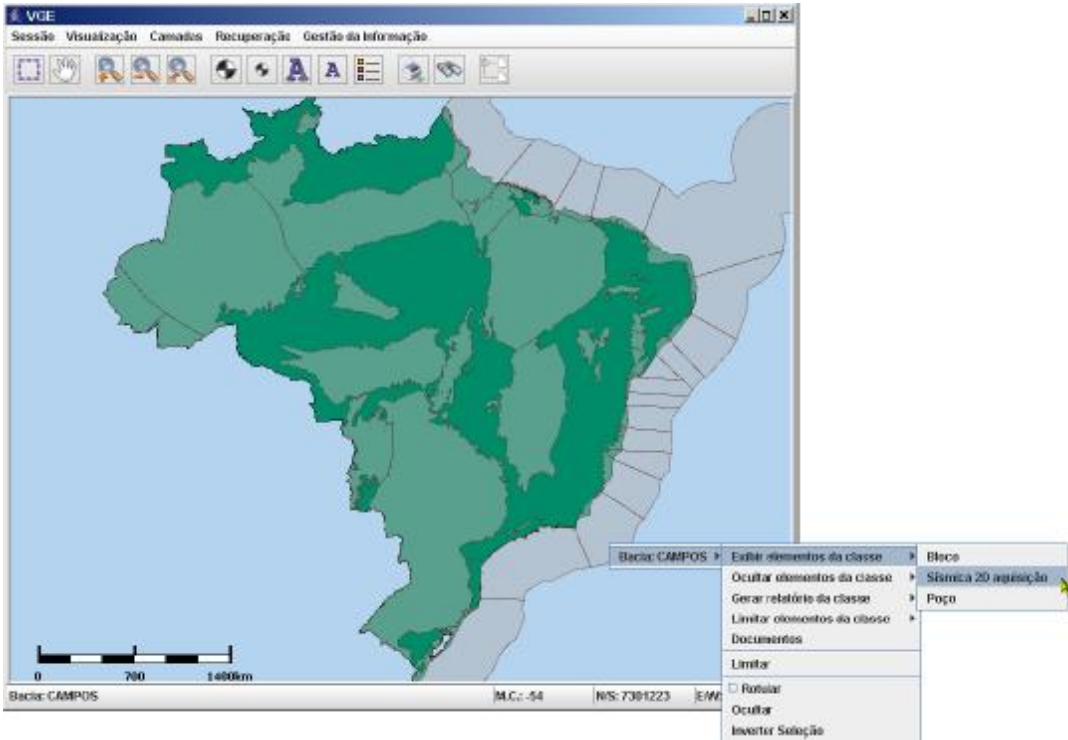 VGE
Sessão Visualização Camadas Recuperação Gestão da Informação
A A
Bacia: CAMPOS Exibir elementos da classe Bloco
Ocultar elementos da classe Sísmica 2D aquisição
Gerar relatório da classe Poço
Limitar elementos da classe
Documentos
Limitar
Rotular
Ocultar
Inverter Seleção
0 700 1400km
Bacia: CAMPOS M.C.: -54 N/S: 7301223 E/W: